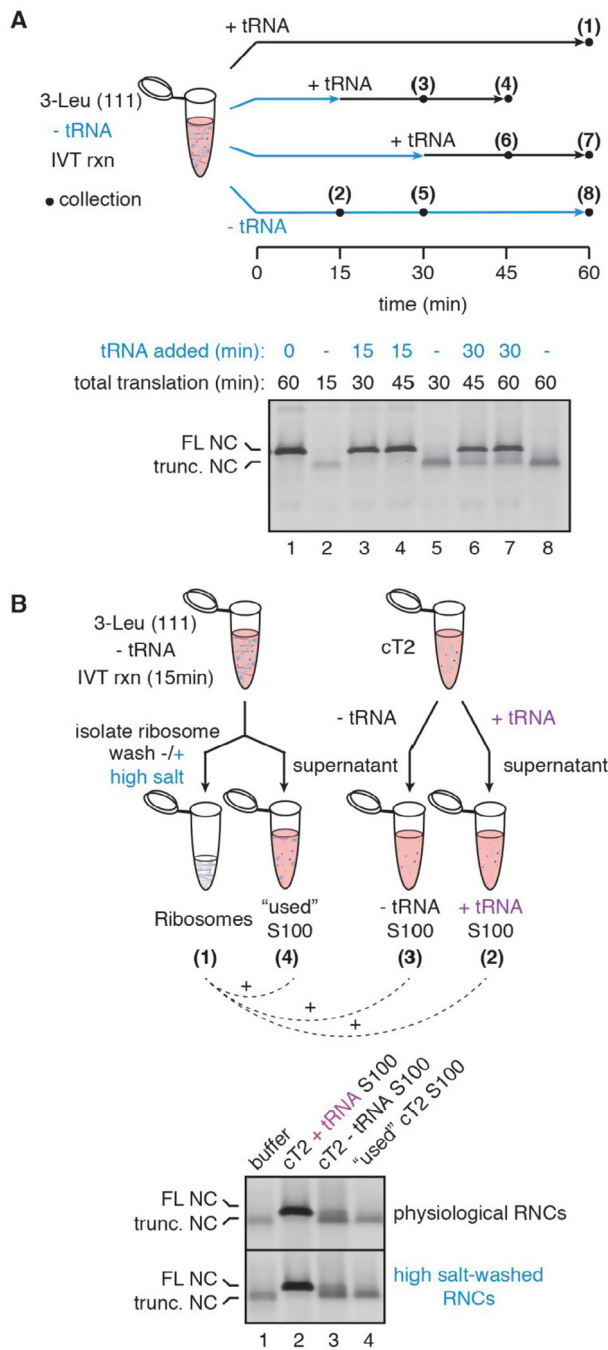 A
+ tRNA
(1)
3-Leu (111)
- tRNA
IVT rxn
• collection
+ tRNA
(3)
(4)
+ tRNA
(6)
(7)
(2)
(5)
(8)
- tRNA
0 15 30 45 60
time (min)
tRNA added (min): 0 - 15 15 - 30 30 -
total translation (min): 60 15 30 45 30 45 60 60
FL NC
trunc. NC
1 2 3 4 5 6 7 8
B
3-Leu (111)
- tRNA
IVT rxn (15min)
cT2
isolate ribosome
wash -/+
high salt
supernatant
- tRNA
+ tRNA
supernatant
Ribosomes
(1)
"used"
S100
(4)
- tRNA
S100
(3)
+ tRNA
S100
(2)
+
+
+
buffer
cT2 + tRNA S100
cT2 - tRNA S100
"used" cT2 S100
FL NC
trunc. NC
physiological RNCs
FL NC
trunc. NC
high salt-washed
RNCs
1 2 3 4